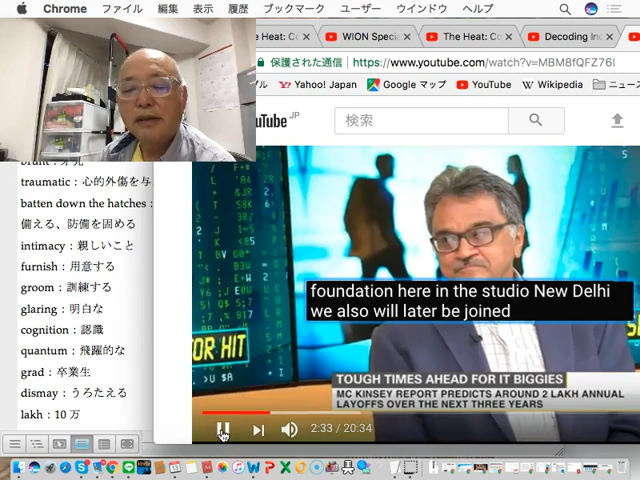 Chrome ファイル 編集 表示 履歴 ブックマーク ユーザー ウインドウ ヘルプ
e Heat: Co
WION Specia
The Heat: Co
Decoding Inc
保護された通信
https://www.youtube.com/watch?v=MBM8fQFZ76I
Yahoo! Japan
Google マップ
YouTube
Wikipedia
ニュース
ouTube JP
検索
traumatic：心的外傷を与
batten down the hatches：
備える、防備を固める
intimacy：親しいこと
furnish：用意する
groom：訓練する
glaring：明白な
cognition：認識
quantum：飛躍的な
grad：卒業生
dismay：うろたえる
lakh：10 万
foundation here in the studio New Delhi
we also will later be joined
OR HIT
TOUGH TIMES AHEAD FOR IT BIGGIES
MC KINSEY REPORT PREDICTS AROUND 2 LAKH ANNUAL
LAYOFFS OVER THE NEXT THREE YEARS
2:33 / 20:34